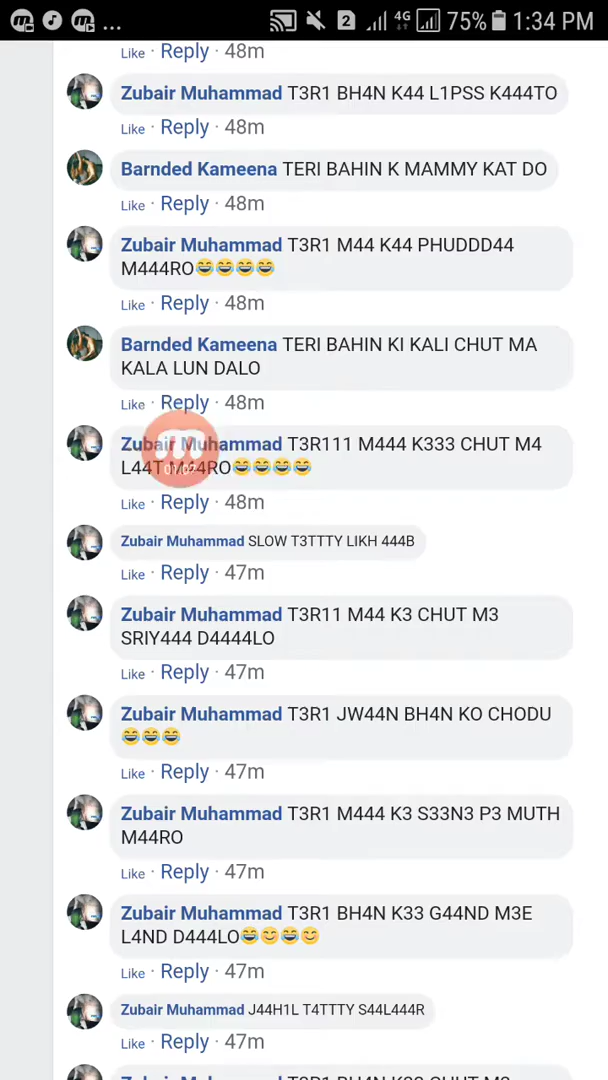 ... 2 4G 75% 1:34 PM
Like · Reply · 48m
Zubair Muhammad T3R1 BH4N K44 L1PSS K444TO
Like · Reply · 48m
Barnded Kameena TERI BAHIN K MAMMY KAT DO
Like · Reply · 48m
Zubair Muhammad T3R1 M44 K44 PHUDDD44
M444RO😂😂😂😂
Like · Reply · 48m
Barnded Kameena TERI BAHIN KI KALI CHUT MA
KALA LUN DALO
Like · Reply · 48m
Zubair Muhammad T3R111 M444 K333 CHUT M4
L44T M44RO😂😂😂😂
Like · Reply · 48m
Zubair Muhammad SLOW T3TTTY LIKH 444B
Like · Reply · 47m
Zubair Muhammad T3R11 M44 K3 CHUT M3
SRIY444 D4444LO
Like · Reply · 47m
Zubair Muhammad T3R1 JW44N BH4N KO CHODU
😂😂😂
Like · Reply · 47m
Zubair Muhammad T3R1 M444 K3 S33N3 P3 MUTH
M44RO
Like · Reply · 47m
Zubair Muhammad T3R1 BH4N K33 G44ND M3E
L4ND D444LO😂😊😂😊
Like · Reply · 47m
Zubair Muhammad J44H1L T4TTTY S44L444R
Like · Reply · 47m